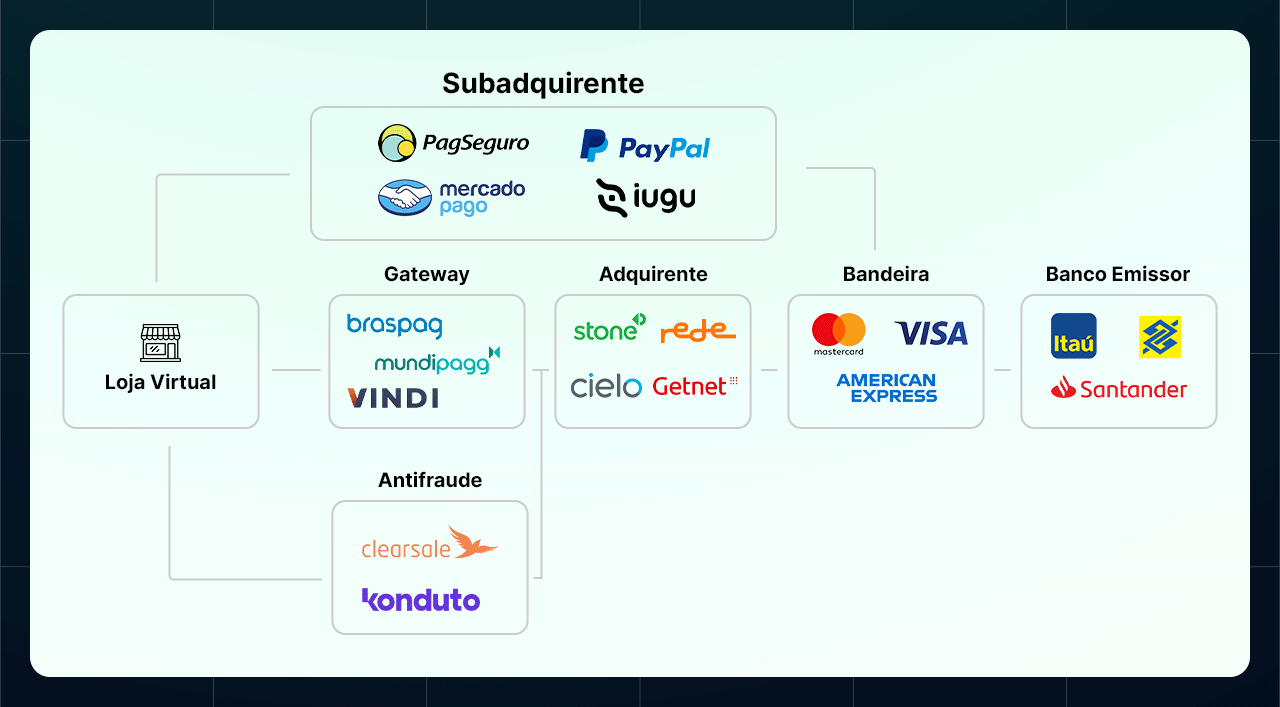 Subadquirente
PagSeguro
PayPal
mercado
pago
iugu
Gateway
Adquirente
Bandeira
Banco Emissor
Loja Virtual
braspag
mundipagg
VINDI
stone
rede
cielo
Getnet
mastercard
VISA
AMERICAN
EXPRESS
Itaú
Santander
Antifraude
clearsale
konduto